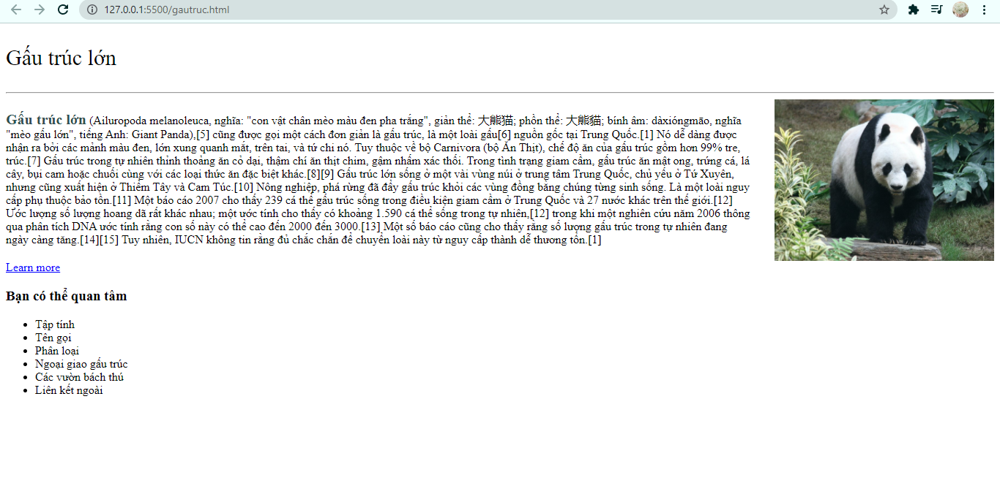 127.0.0.1:5500/gautruc.html
Gấu trúc lớn
Gấu trúc lớn (Ailuropoda melanoleuca, nghĩa: "con vật chân mèo màu đen pha trắng", giản thể: 大熊猫; phồn thể: 大熊貓; bính âm: dàxióngmāo, nghĩa
"mèo gấu lớn", tiếng Anh: Giant Panda),[5] cũng được gọi một cách đơn giản là gấu trúc, là một loài gấu[6] nguồn gốc tại Trung Quốc.[1] Nó dễ dàng được
nhận ra bởi các mảnh màu đen, lớn xung quanh mắt, trên tai, và tứ chi nó. Tuy thuộc về bộ Carnivora (bộ Ăn Thịt), chế độ ăn của gấu trúc gồm hơn 99% tre,
trúc.[7] Gấu trúc trong tự nhiên thỉnh thoảng ăn cỏ dại, thậm chí ăn thịt chim, gậm nhấm xác thối. Trong tình trạng giam cầm, gấu trúc ăn mật ong, trứng cá, lá
cây, bụi cam hoặc chuối cùng với các loại thức ăn đặc biệt khác.[8][9] Gấu trúc lớn sống ở một vài vùng núi ở trung tâm Trung Quốc, chủ yếu ở Tứ Xuyên,
nhưng cũng xuất hiện ở Thiểm Tây và Cam Túc.[10] Nông nghiệp, phá rừng đã đẩy gấu trúc khỏi các vùng đồng bằng chúng từng sinh sống. Là một loài nguy
cấp phụ thuộc bảo tồn.[11] Một báo cáo 2007 cho thấy 239 cá thể gấu trúc sống trong điều kiện giam cầm ở Trung Quốc và 27 nước khác trên thế giới.[12]
Ước lượng số lượng hoang dã rất khác nhau; một ước tính cho thấy có khoảng 1.590 cá thể sống trong tự nhiên,[12] trong khi một nghiên cứu năm 2006 thông
qua phân tích DNA ước tính rằng con số này có thể cao đến 2000 đến 3000.[13] Một số báo cáo cũng cho thấy rằng số lượng gấu trúc trong tự nhiên đang
ngày càng tăng.[14][15] Tuy nhiên, IUCN không tin rằng đủ chắc chắn để chuyển loài này từ nguy cấp thành dễ thương tổn.[1]
Learn more
Bạn có thể quan tâm
Tập tính
Tên gọi
Phân loại
Ngoại giao gấu trúc
Các vườn bách thú
Liên kết ngoài